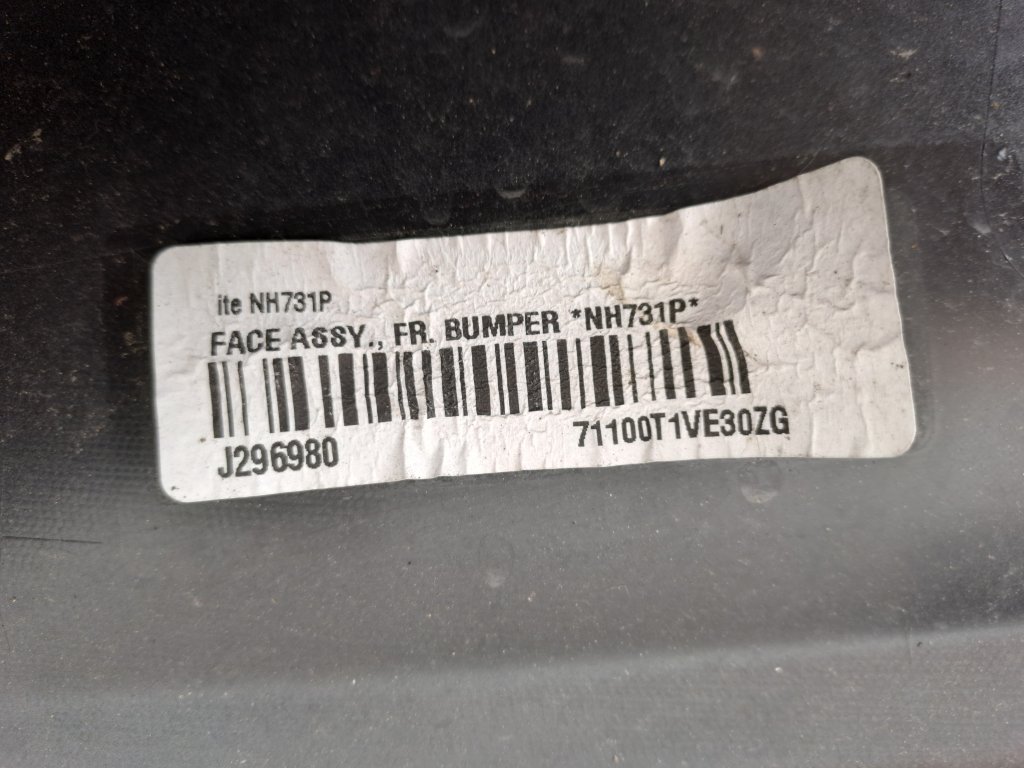 ite NH731P
FACE ASSY., FR. BUMPER *NH731P*
J296980
71100T1VE30ZG